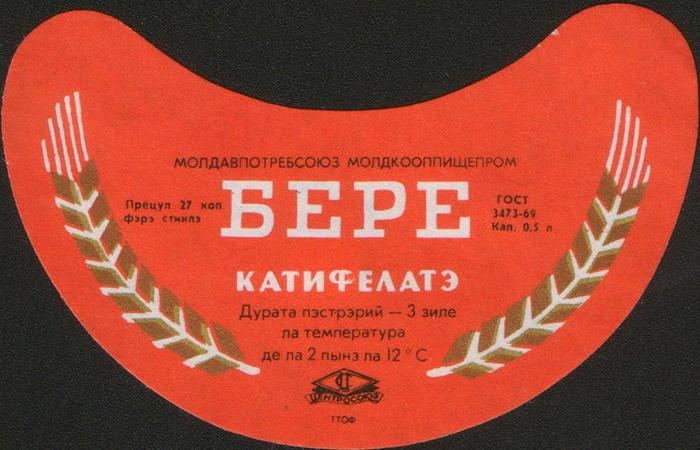 МОЛДАВПОТРЕБСОЮЗ МОЛДКООППИЩЕПРОМ
Прецул 27 коп
фэрэ стиклэ
БЕРЕ
ГОСТ
3473-69
Кап. 0,5 л
КАТИФЕЛАТЭ
Дурата пэстрэрий — 3 зиле
ла температура
де ла 2 пынэ ла 12°С
ЦЕНТРОСОЮЗ
ТТОФ